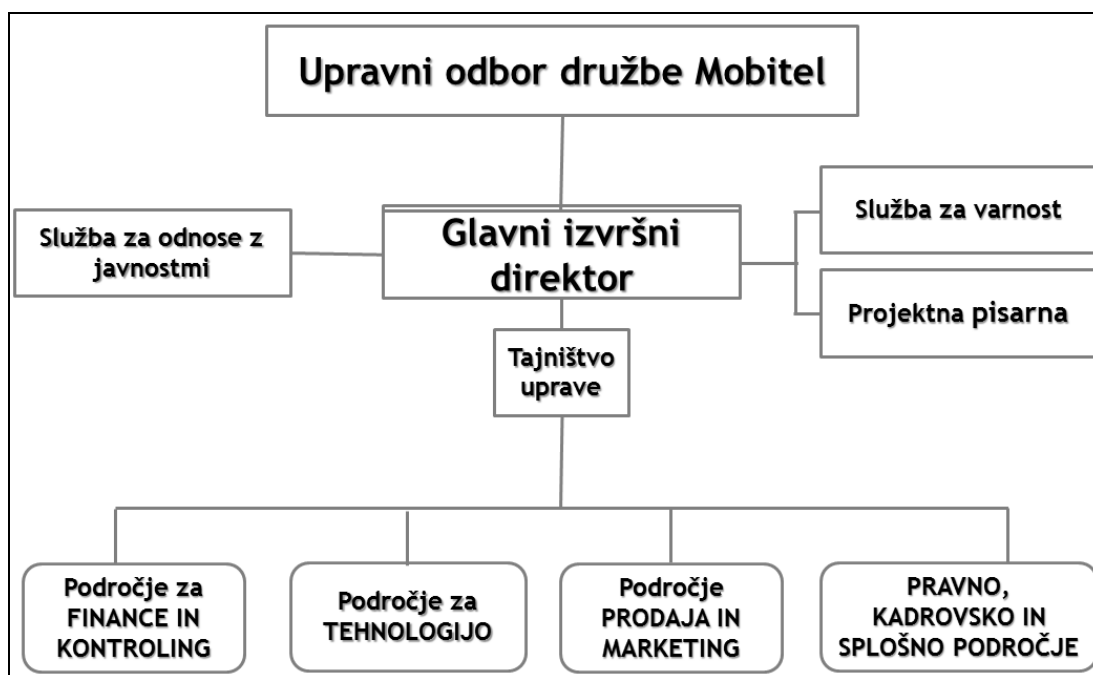 Upravni odbor družbe Mobitel
Služba za odnose z
javnostmi
Glavni izvršni
direktor
Služba za varnost
Projektna pisarna
Tajništvo
uprave
Področje za
FINANCE IN
KONTROLING
Področje za
TEHNOLOGIJO
Področje
PRODAJA IN
MARKETING
PRAVNO,
KADROVSKO IN
SPLOŠNO PODROČJE